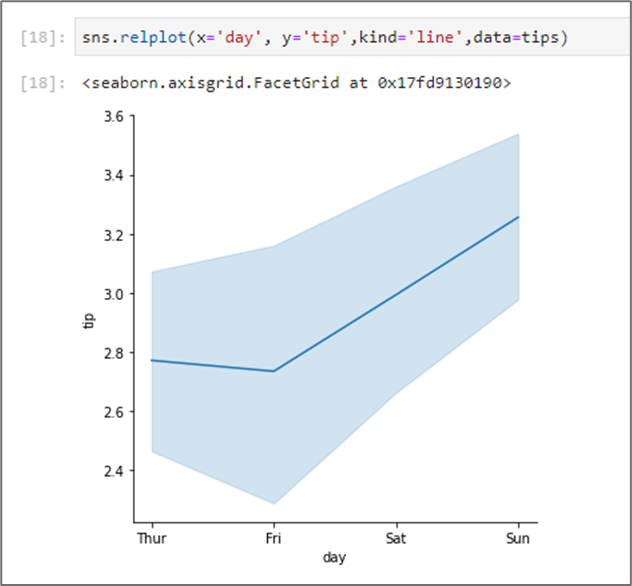 [18]: sns.relplot(x='day', y='tip',kind='line',data=tips)
[18]: <seaborn.axisgrid.FacetGrid at 0x17fd9130190>
3.6
3.4
3.2
3.0
2.8
2.6
2.4
tip
Thur Fri Sat Sun
day